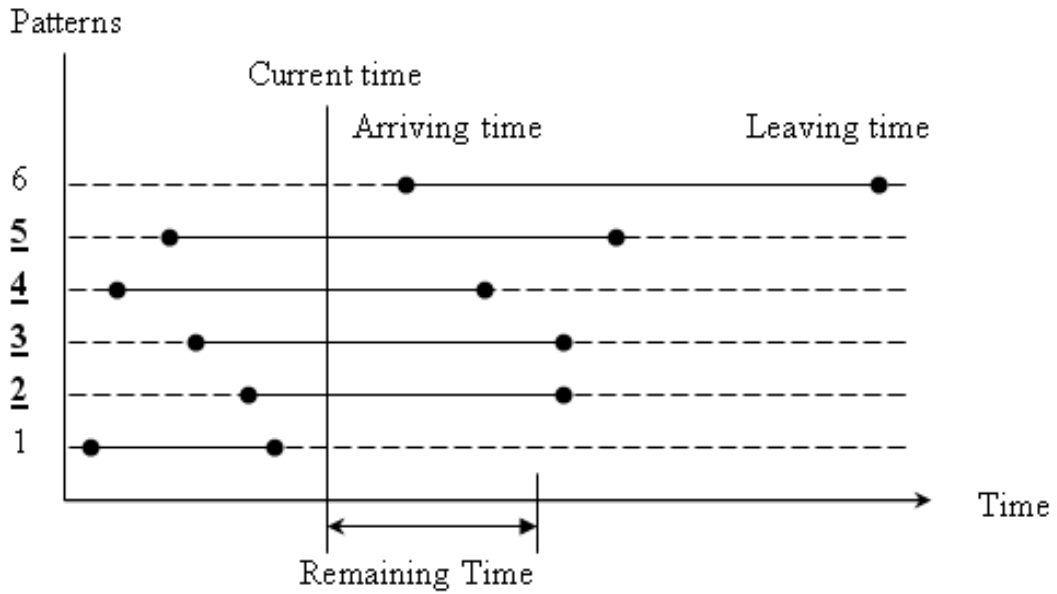 Patterns
Current time
Arriving time
Leaving time
6
5
4
3
2
1
Time
Remaining Time